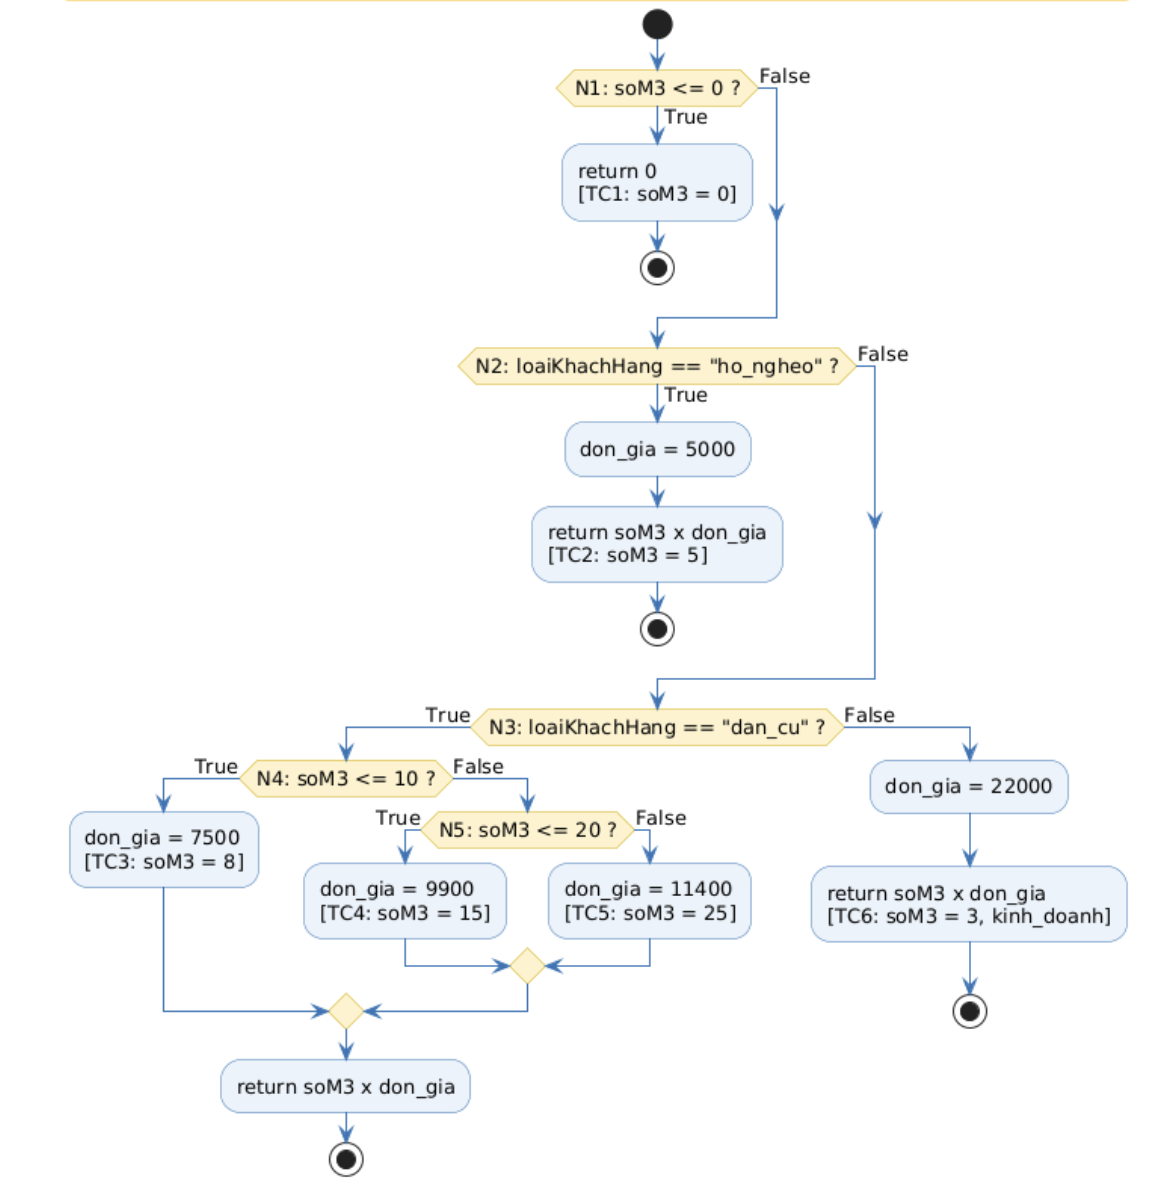 N1: soM3 <= 0 ?
False
True
return 0
[TC1: soM3 = 0]
N2: loaiKhachHang == "ho_ngheo" ?
False
True
don_gia = 5000
return soM3 x don_gia
[TC2: soM3 = 5]
True
N3: loaiKhachHang == "dan_cu" ?
False
True
N4: soM3 <= 10 ?
False
don_gia = 22000
don_gia = 7500
[TC3: soM3 = 8]
True
N5: soM3 <= 20 ?
False
don_gia = 9900
[TC4: soM3 = 15]
don_gia = 11400
[TC5: soM3 = 25]
return soM3 x don_gia
[TC6: soM3 = 3, kinh_doanh]
return soM3 x don_gia